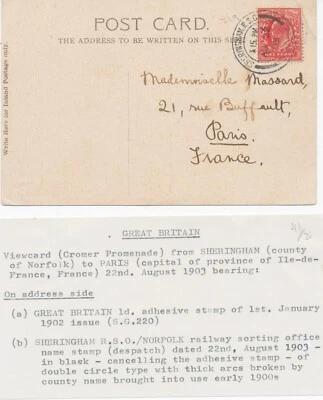 POST CARD.
THE ADDRESS TO BE WRITTEN ON THIS
Write Here for Inland Postage only.
Mademoiselle Massard,
21, rue Buffault,
Paris.
France.
GREAT BRITAIN
Viewcard (Cromer Promenade) from SHERINGHAM (county
of Norfolk) to PARIS (capital of province of Ile-de-
France, France) 22nd. August 1903 bearing:
On address side
(a) GREAT BRITAIN 1d. adhesive stamp of 1st. January
1902 issue (S.G.220)
(b) SHERINGHAM R.S.O./NORFOLK railway sorting office
name stamp (despatch) dated 22nd, August 1903 -
in black - cancelling the adhesive stamp - of
double circle type with thick arcs broken by
county name brought into use early 1900s